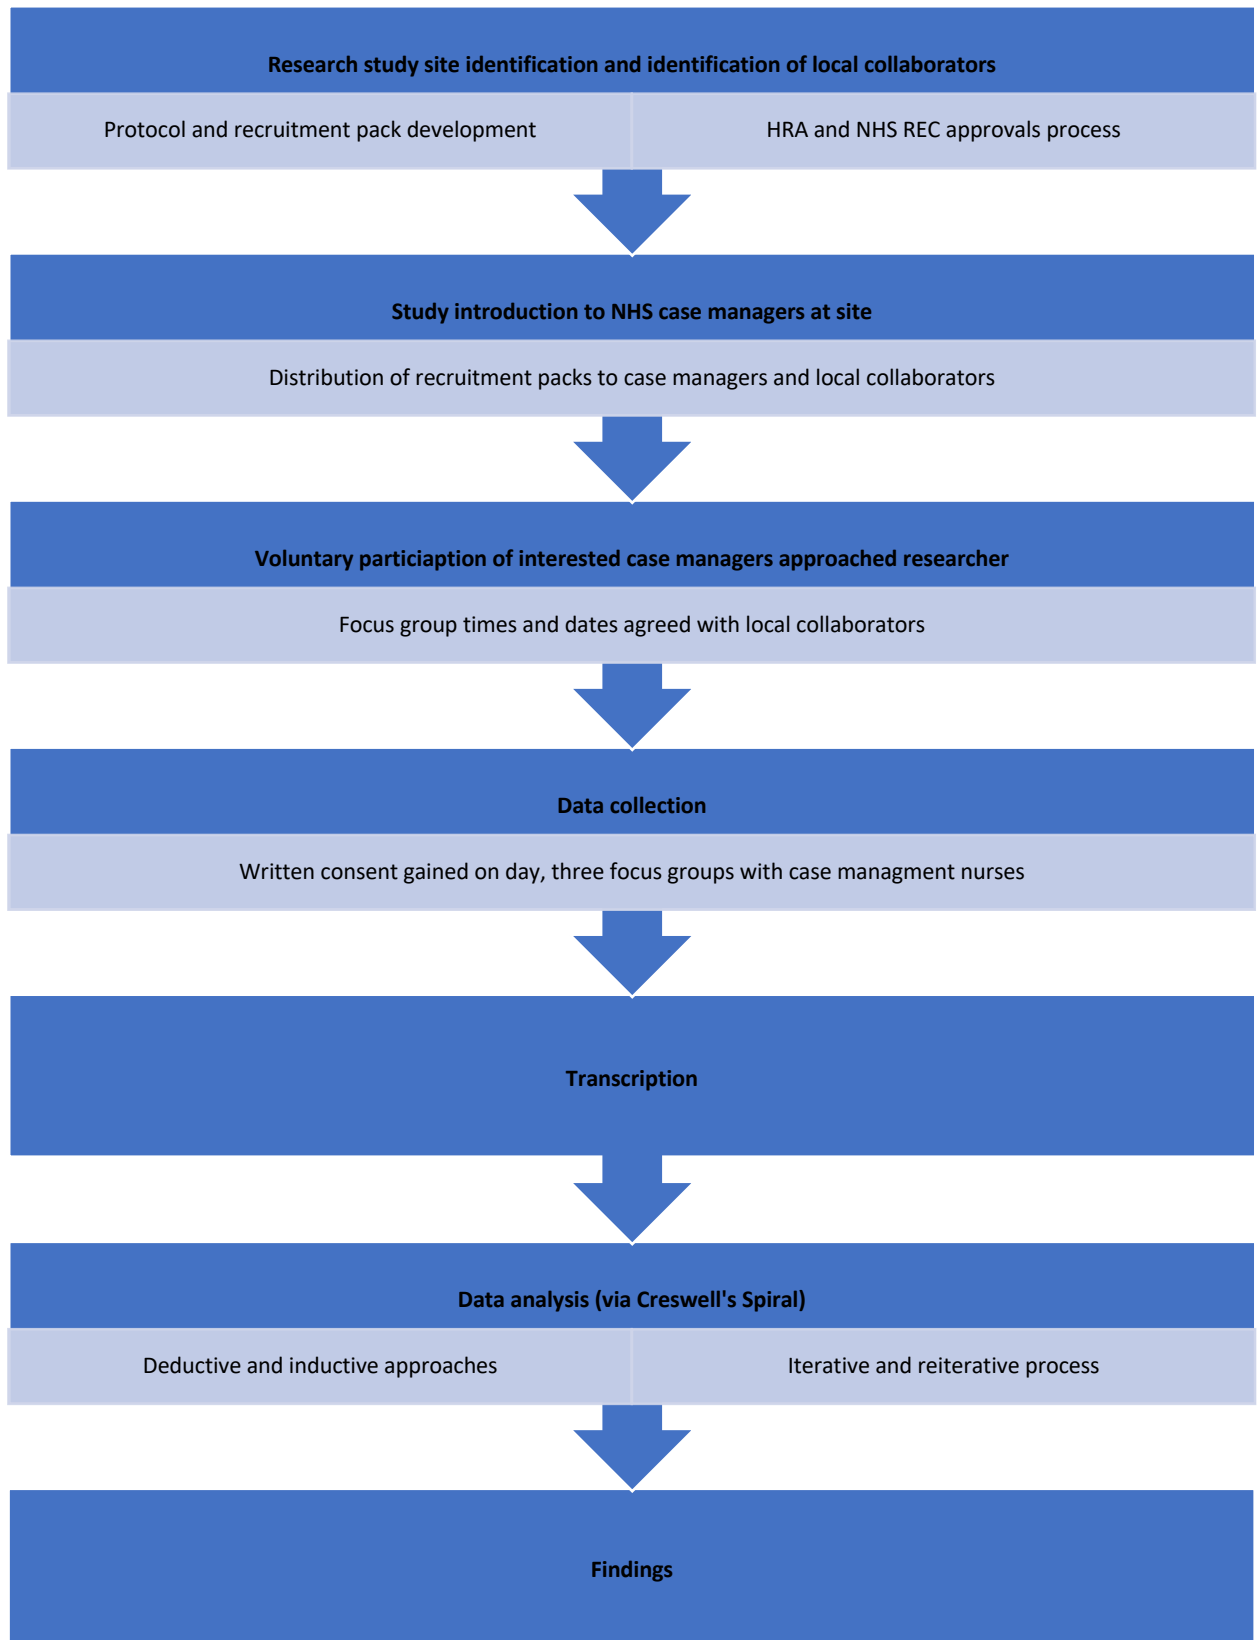 Research study site identification and identification of local collaborators
Protocol and recruitment pack development
HRA and NHS REC approvals process
Study introduction to NHS case managers at site
Distribution of recruitment packs to case managers and local collaborators
Voluntary particiaption of interested case managers approached researcher
Focus group times and dates agreed with local collaborators
Data collection
Written consent gained on day, three focus groups with case managment nurses
Transcription
Data analysis (via Creswell's Spiral)
Deductive and inductive approaches
Iterative and reiterative process
Findings